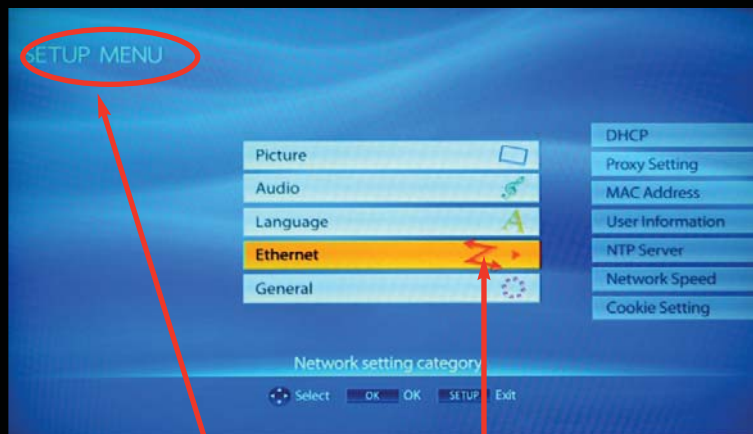 SETUP MENU
Picture
Audio
Language
Ethernet
General
DHCP
Proxy Setting
MAC Address
User Information
NTP Server
Network Speed
Cookie Setting
Network setting category
Select OK OK SETUP Exit